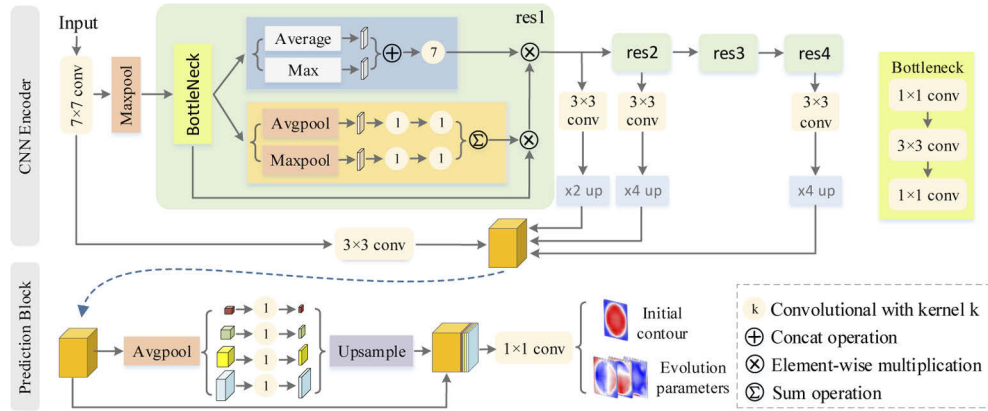 CNN Encoder
Input
7×7 conv
Maxpool
BottleNeck
Average
Max
7
res1
Avgpool
1
1
Maxpool
1
1
res2
res3
res4
3×3
conv
3×3
conv
3×3
conv
x2 up
x4 up
x4 up
Bottleneck
1×1 conv
3×3 conv
1×1 conv
3×3 conv
Prediction Block
Avgpool
1
1
1
1
Upsample
1×1 conv
Initial
contour
Evolution
parameters
k Convolutional with kernel k
Concat operation
Element-wise multiplication
Σ Sum operation
Σ